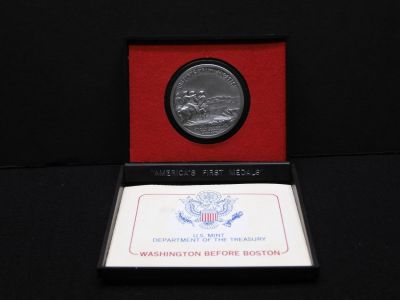 "AMERICA'S FIRST MEDALS"
U.S. MINT
DEPARTMENT OF THE TREASURY
WASHINGTON BEFORE BOSTON